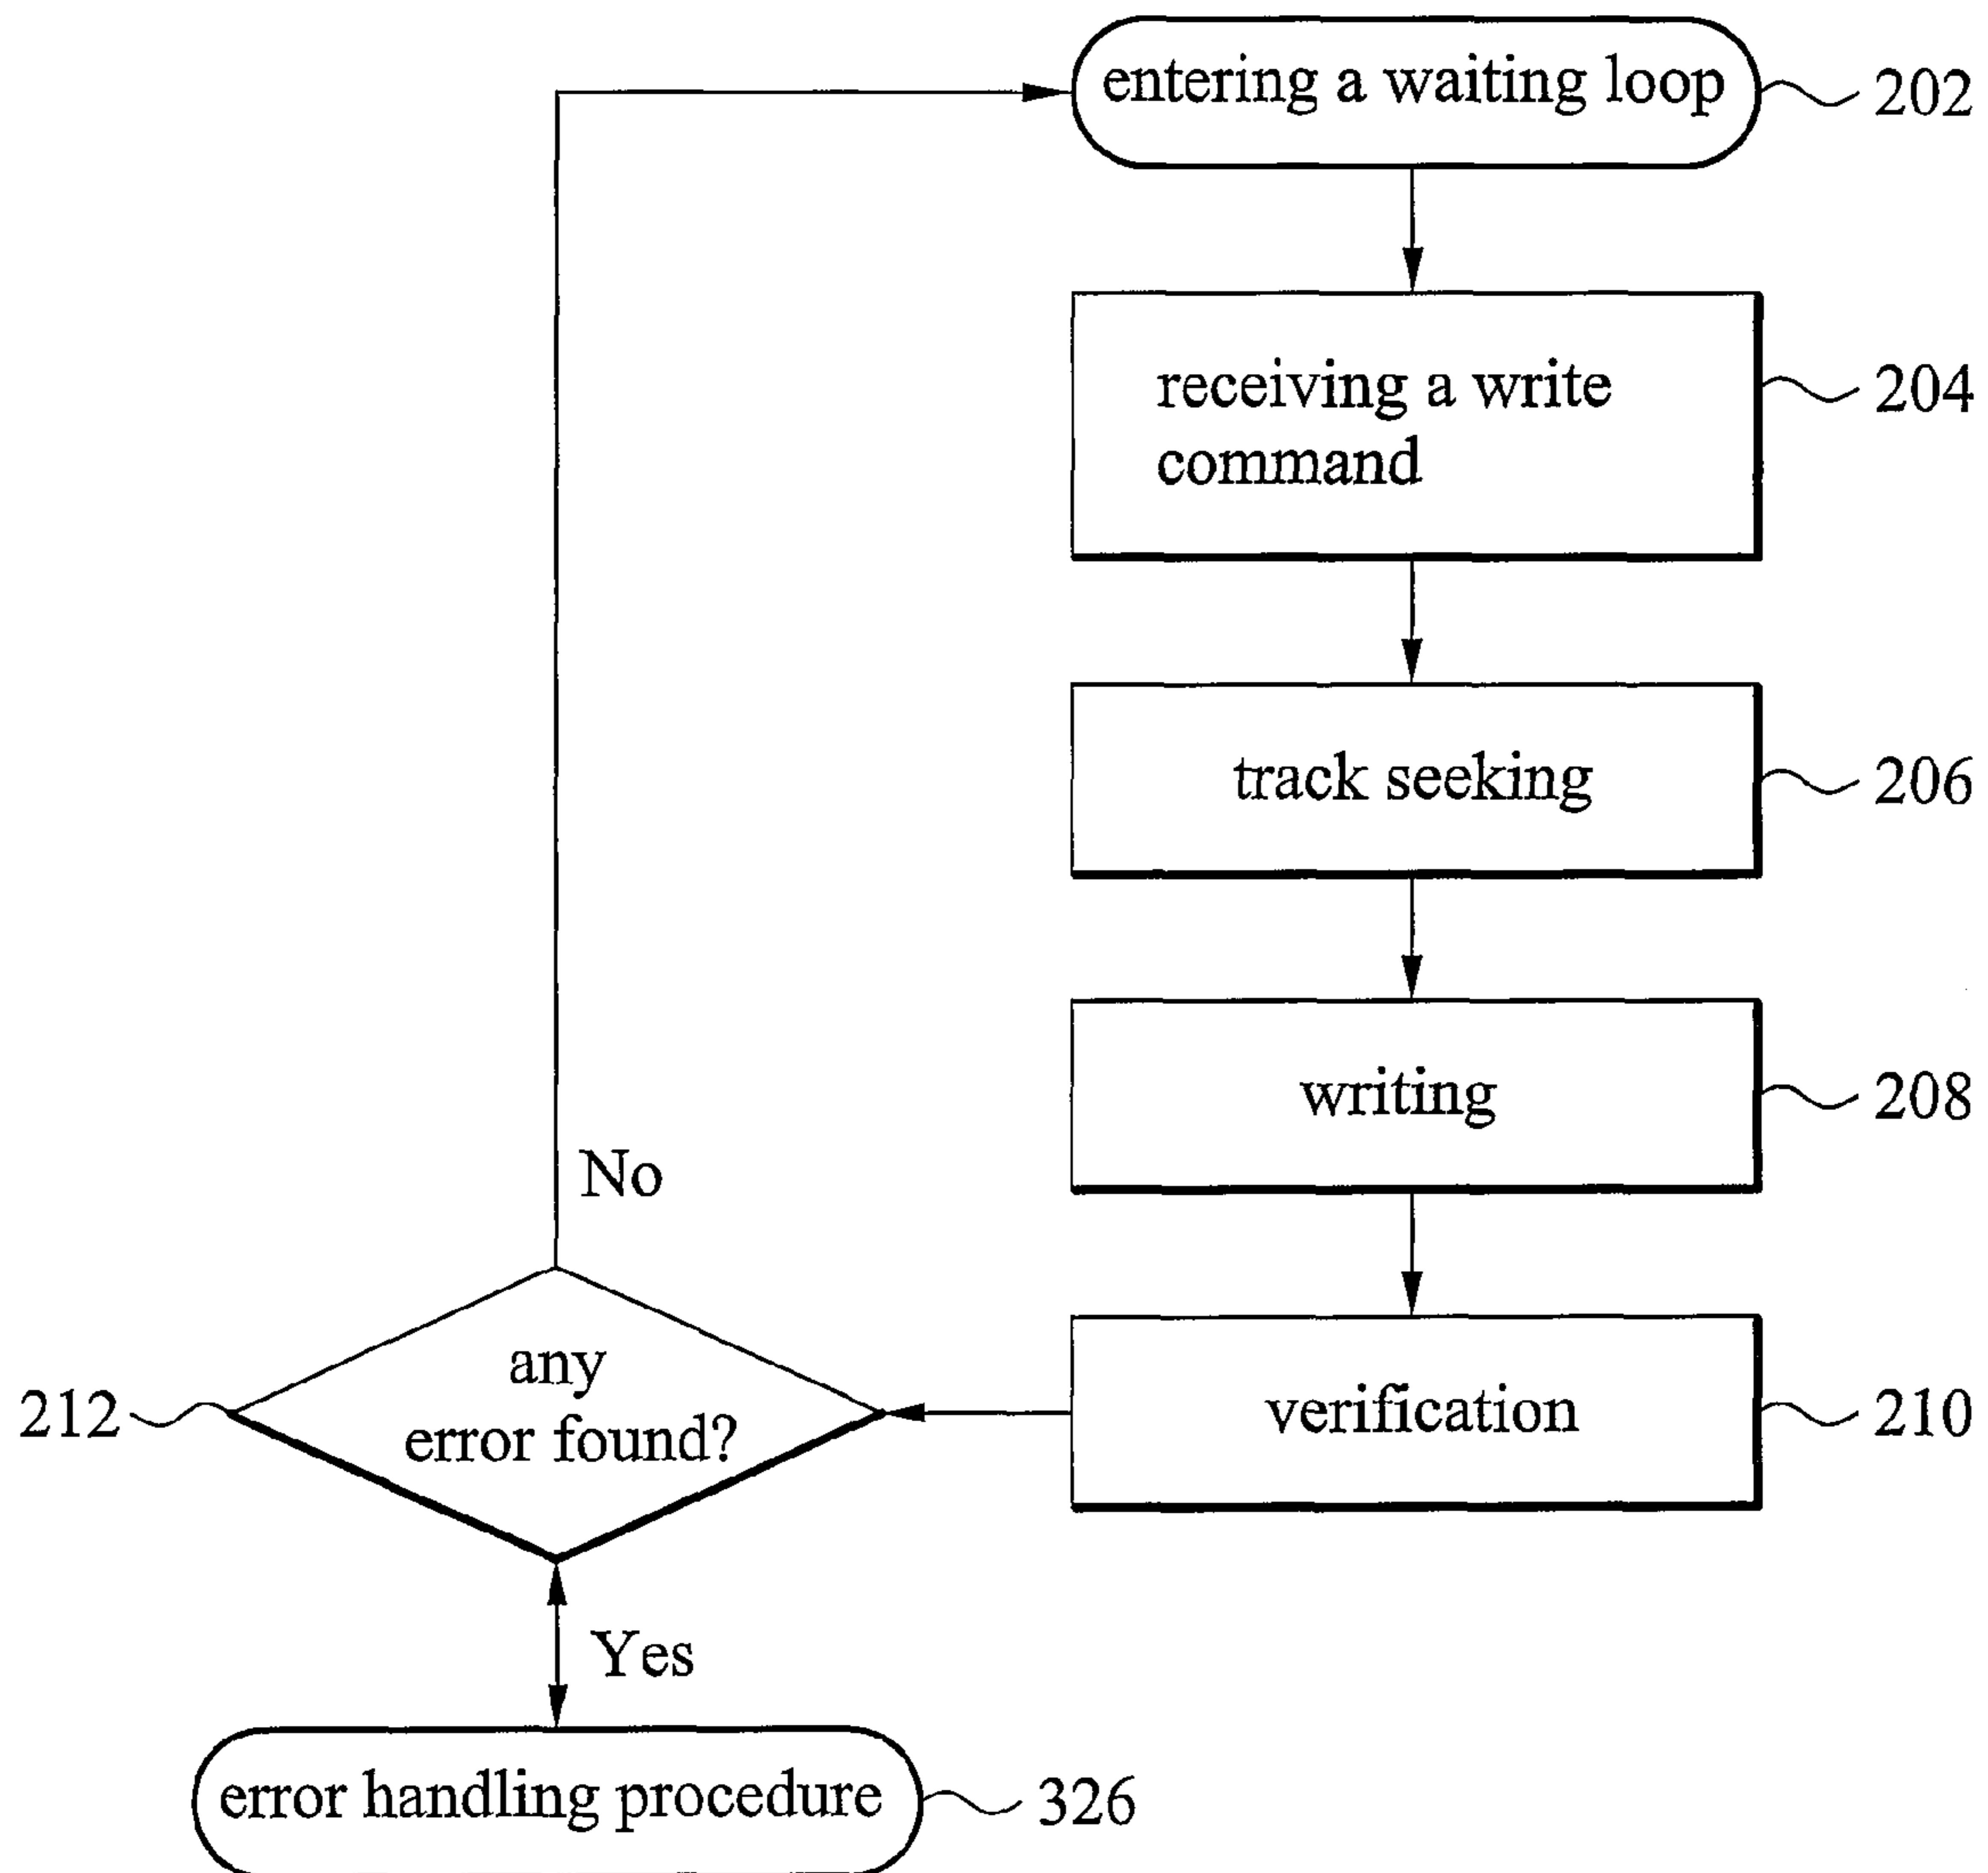 entering a waiting loop
202
receiving a write
command
204
track seeking
206
writing
208
No
any
error found?
212
verification
210
Yes
error handling procedure
326